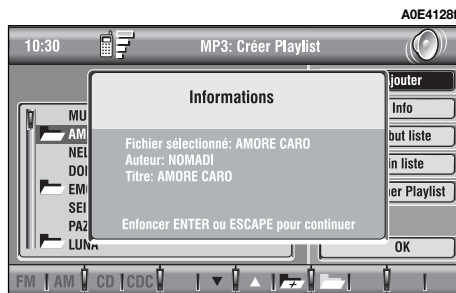 A0E4128f
10:30 MP3: Créer Playlist
Informations
Fichier sélectionné: AMORE CARO
Auteur: NOMADI
Titre: AMORE CARO
Enfoncer ENTER ou ESCAPE pour continuer
MU
AM
NEL
DO
EM
SEI
PAZ
LUNA
jouter
Info
but liste
in liste
er Playlist
OK
FM AM CD CDC